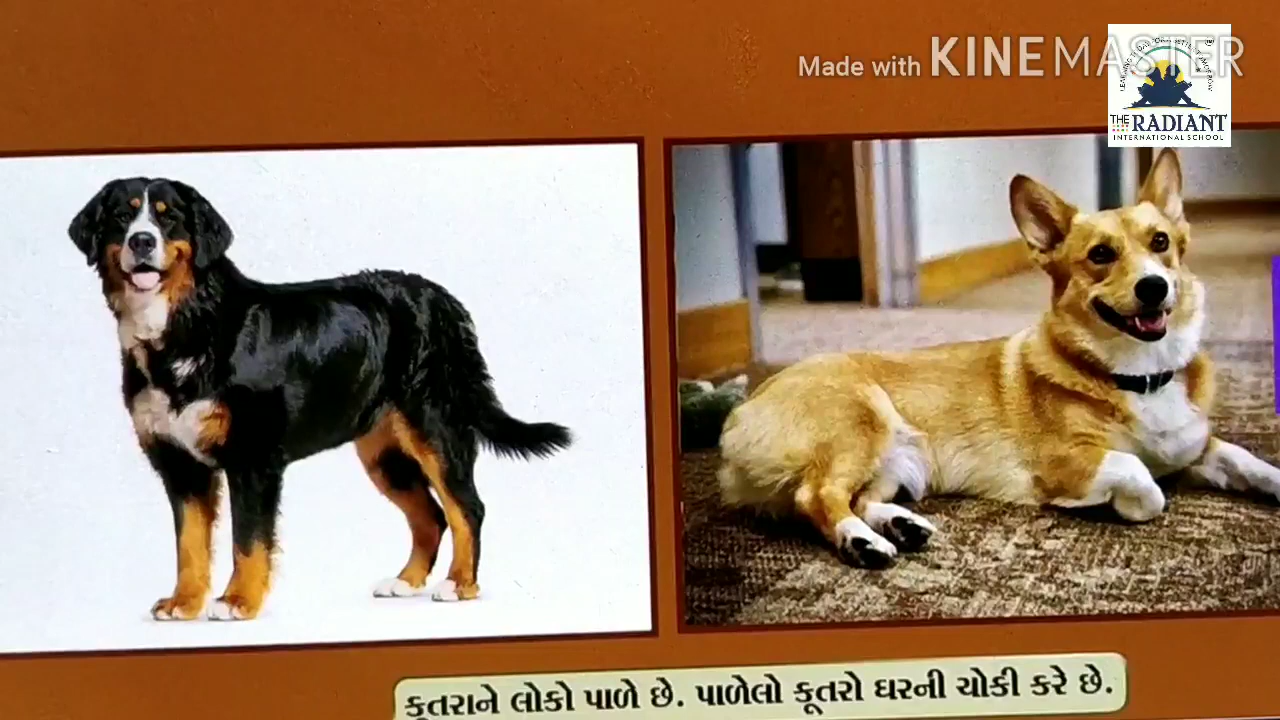 Made with KINEMASTER
THE RADIANT
INTERNATIONAL SCHOOL
કૂતરાને લોકો પાળે છે. પાળેલો કૂતરો ઘરની ચોકી કરે છે.